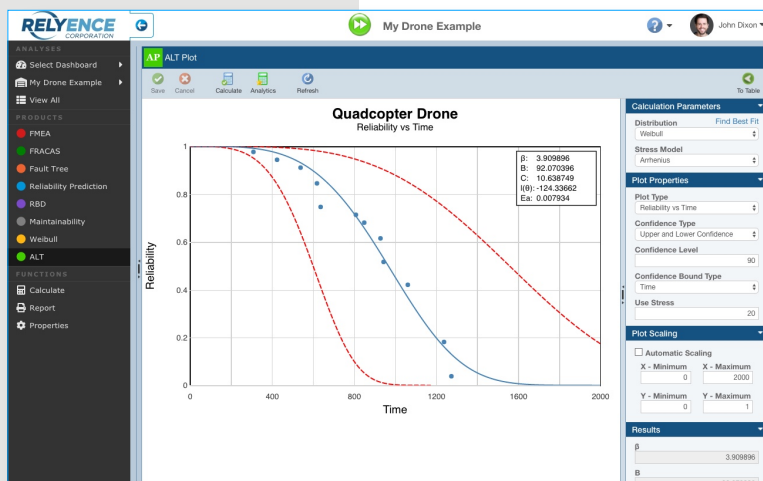 RELYENCE
CORPORATION
My Drone Example
?
John Dixon
ANALYSES
Select Dashboard
My Drone Example
View All
PRODUCTS
FMEA
FRACAS
Fault Tree
Reliability Prediction
RBD
Maintainability
Weibull
ALT
FUNCTIONS
Calculate
Report
Properties
AP ALT Plot
Save
Cancel
Calculate
Analytics
Refresh
To Table
Quadcopter Drone
Reliability vs Time
β: 3.909896
B: 92.070396
C: 10.638749
l(θ): -124.33662
Ea: 0.007934
Reliability
1
0.8
0.6
0.4
0.2
0
0
400
800
1200
1600
2000
Time
Calculation Parameters
Distribution Find Best Fit
Weibull
Stress Model
Arrhenius
Plot Properties
Plot Type
Reliability vs Time
Confidence Type
Upper and Lower Confidence
Confidence Level
90
Confidence Bound Type
Time
Use Stress
20
Plot Scaling
Automatic Scaling
X - Minimum X - Maximum
0 2000
Y - Minimum Y - Maximum
0 1
Results
β
3.909896
B